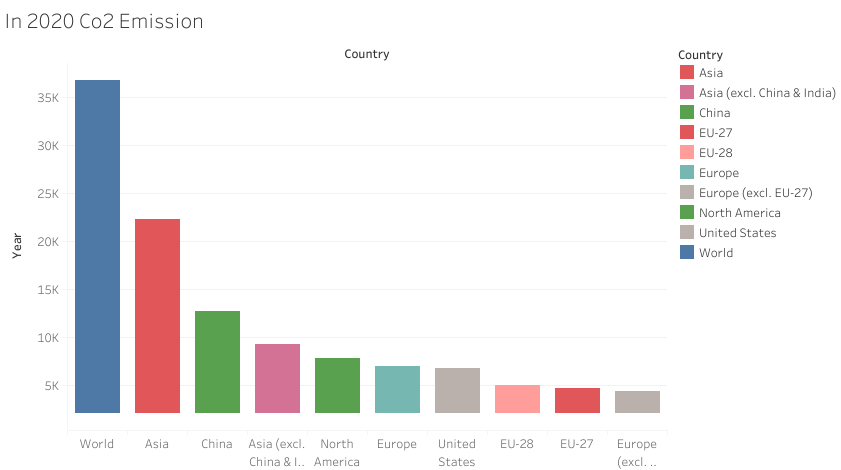 In 2020 Co2 Emission
Country
Year
35K
30K
25K
20K
15K
10K
5K
World
Asia
China
Asia (excl.
China & I..
North
America
Europe
United
States
EU-28
EU-27
Europe
(excl. ..
Country
Asia
Asia (excl. China & India)
China
EU-27
EU-28
Europe
Europe (excl. EU-27)
North America
United States
World